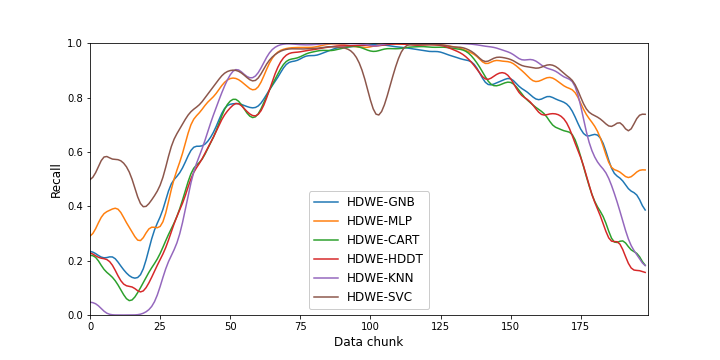 1.0
0.8
0.6
0.4
0.2
0.0
Recall
HDWE-GNB
HDWE-MLP
HDWE-CART
HDWE-HDDT
HDWE-KNN
HDWE-SVC
0 25 50 75 100 125 150 175
Data chunk